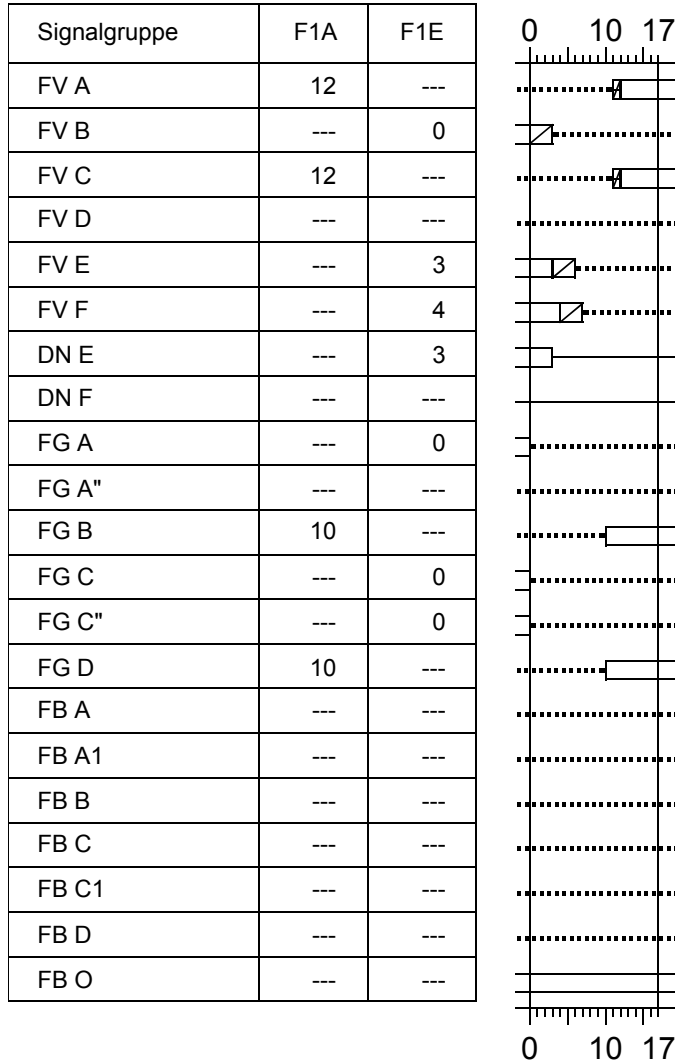 Signalgruppe F1A F1E 0 10 17
FV A 12 ---
FV B --- 0
FV C 12 ---
FV D --- ---
FV E --- 3
FV F --- 4
DN E --- 3
DN F --- ---
FG A --- 0
FG A" --- ---
FG B 10 ---
FG C --- 0
FG C" --- 0
FG D 10 ---
FB A --- ---
FB A1 --- ---
FB B --- ---
FB C --- ---
FB C1 --- ---
FB D --- ---
FB O --- ---
0 10 17